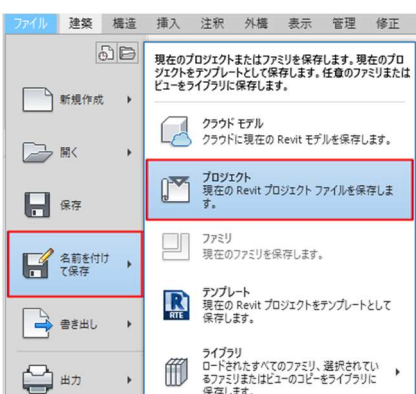 ファイル 建築 構造 挿入 注釈 外構 表示 管理 修正
現在のプロジェクトまたはファミリを保存します。現在のプロ
ジェクトをテンプレートとして保存します。任意のファミリまたは
ビューをライブラリに保存します。
新規作成
開く
保存
名前を付け
て保存
書き出し
出力
クラウド モデル
クラウドに現在の Revit モデルを保存します。
プロジェクト
現在の Revit プロジェクト ファイルを保存しま
す。
ファミリ
現在のファミリを保存します。
テンプレート
現在の Revit プロジェクトをテンプレートとして
保存します。
R
RTE
ライブラリ
ロードされたすべてのファミリ、選択されてい
るファミリまたはビューのコピーをライブラリに
保存します。